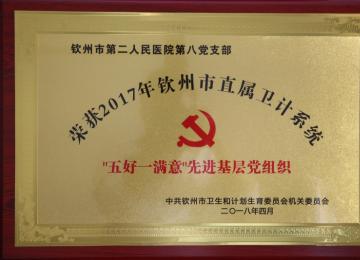 钦州市第二人民医院第八党支部
荣获2017年钦州市直属卫计系统
"五好一满意"先进基层党组织
中共钦州市卫生和计划生育委员会机关委员会
二〇一八年四月